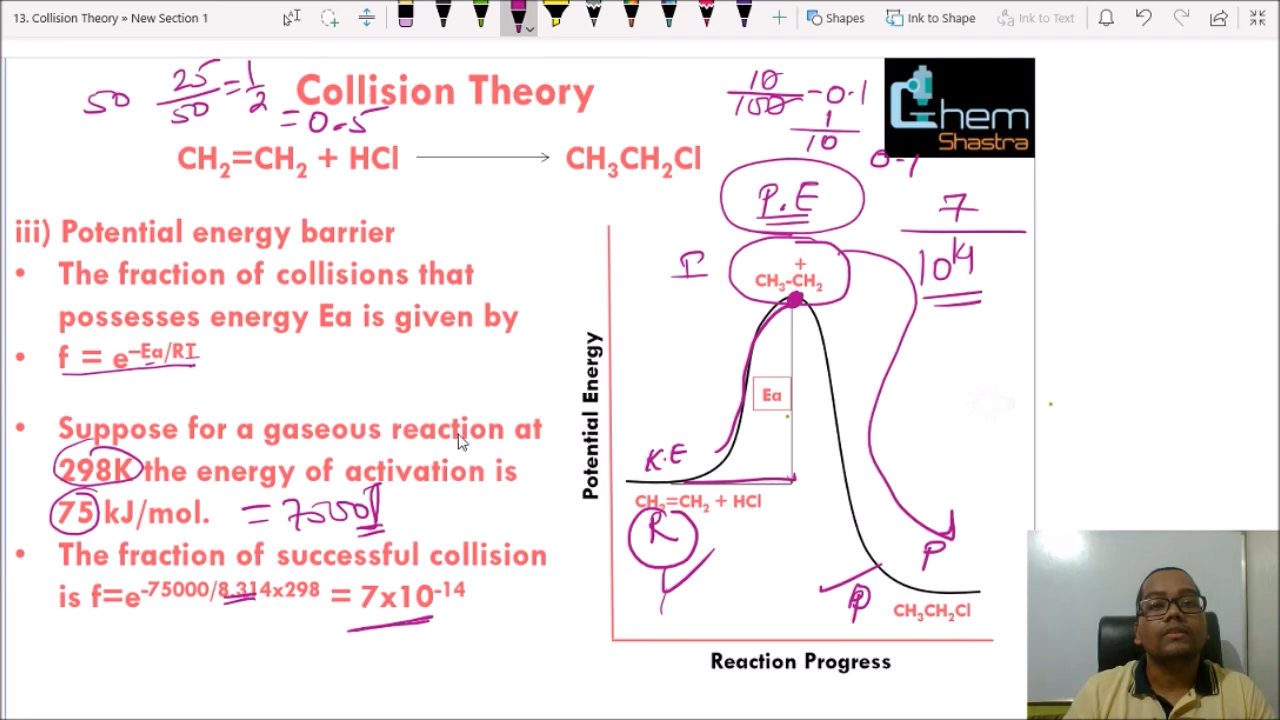 13. Collision Theory » New Section 1
Shapes
Ink to Shape
Ink to Text
50 25/50 = 1/2
= 0.5
Collision Theory
10/100 = 0.1
1/10
0.1
Chem
Shastra
CH₂=CH₂ + HCl → CH₃CH₂Cl
P.E
7
10¹⁴
iii) Potential energy barrier
• The fraction of collisions that
possesses energy Ea is given by
• f = e⁻ᴱᵃ/ᴿᵀ
I
+
CH₃-CH₂
Potential Energy
Ea
• Suppose for a gaseous reaction at
298K the energy of activation is
75 kJ/mol. = 75000J
K.E
CH₂=CH₂ + HCl
R
P
P
CH₃CH₂Cl
• The fraction of successful collision
is f=e⁻⁷⁵⁰⁰⁰/⁸·³¹⁴ˣ²⁹⁸ = 7x10⁻¹⁴
Reaction Progress